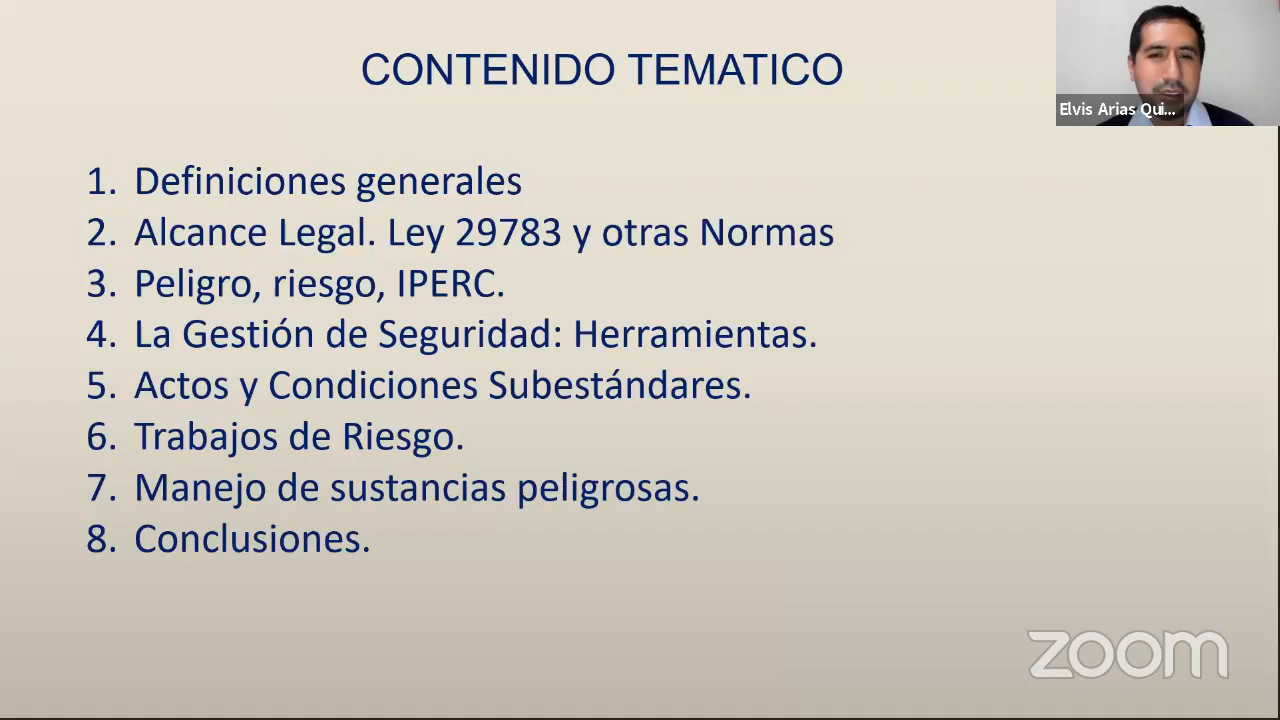 CONTENIDO TEMATICO
Elvis Arias Qui...
1. Definiciones generales
2. Alcance Legal. Ley 29783 y otras Normas
3. Peligro, riesgo, IPERC.
4. La Gestión de Seguridad: Herramientas.
5. Actos y Condiciones Subestándares.
6. Trabajos de Riesgo.
7. Manejo de sustancias peligrosas.
8. Conclusiones.
zoom